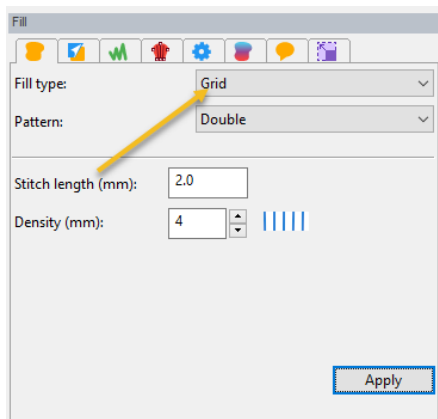 Fill
Fill type: Grid
Pattern: Double
Stitch length (mm): 2.0
Density (mm): 4
Apply